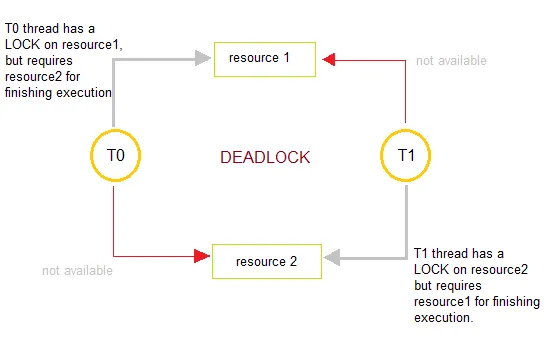 T0 thread has a
LOCK on resource1,
but requires
resource2 for
finishing execution
resource 1
not available
T0
DEADLOCK
T1
not available
resource 2
T1 thread has a
LOCK on resource2
but requires
resource1 for finishing
execution.